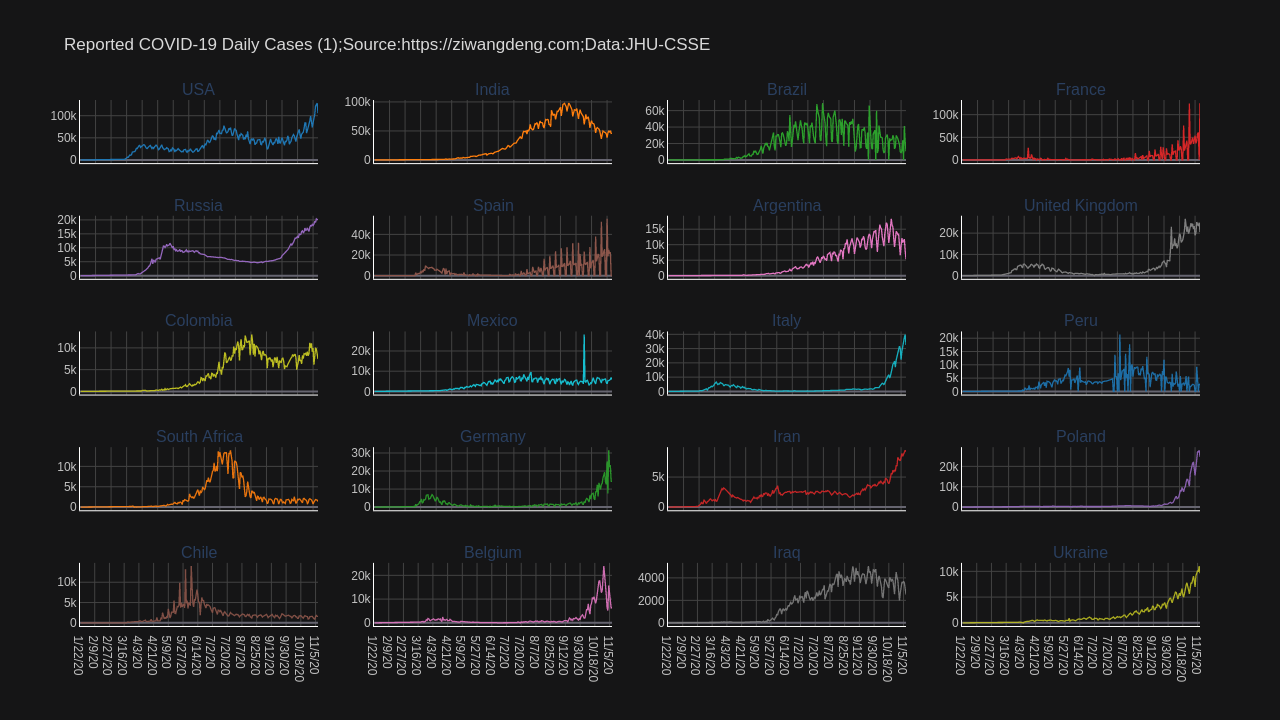 Reported COVID-19 Daily Cases (1);Source:https://ziwangdeng.com;Data:JHU-CSSE
USA India Brazil France
100k 50k 0
100k 50k 0
60k 40k 20k 0
100k 50k 0
Russia Spain Argentina United Kingdom
20k 15k 10k 5k 0
40k 20k 0
15k 10k 5k 0
20k 10k 0
Colombia Mexico Italy Peru
10k 5k 0
20k 10k 0
40k 30k 20k 10k 0
20k 15k 10k 5k 0
South Africa Germany Iran Poland
10k 5k 0
30k 20k 10k 0
5k 0
20k 10k 0
Chile Belgium Iraq Ukraine
10k 5k 0
20k 10k 0
4000 2000 0
10k 5k 0
1/22/20 2/9/20 3/16/20 4/3/20 4/21/20 5/9/20 5/27/20 6/14/20 7/2/20 7/20/20 8/7/20 8/25/20 9/12/20 9/30/20 10/18/20 11/5/20
1/22/20 2/9/20 3/16/20 4/3/20 4/21/20 5/9/20 5/27/20 6/14/20 7/2/20 7/20/20 8/7/20 8/25/20 9/12/20 9/30/20 10/18/20 11/5/20
1/22/20 2/9/20 3/16/20 4/3/20 4/21/20 5/9/20 5/27/20 6/14/20 7/2/20 7/20/20 8/7/20 8/25/20 9/12/20 9/30/20 10/18/20 11/5/20
1/22/20 2/9/20 3/16/20 4/3/20 4/21/20 5/9/20 5/27/20 6/14/20 7/2/20 7/20/20 8/7/20 8/25/20 9/12/20 9/30/20 10/18/20 11/5/20